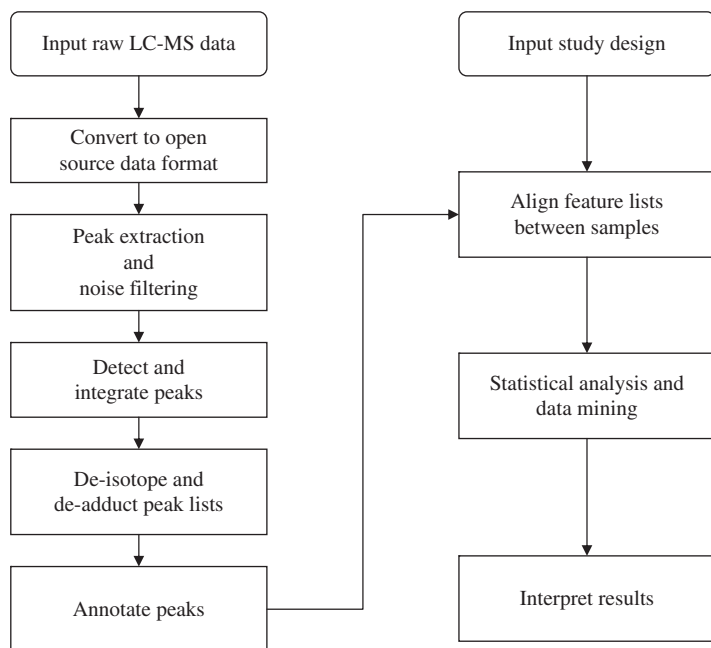 Input raw LC-MS data
Convert to open
source data format
Peak extraction
and
noise filtering
Detect and
integrate peaks
De-isotope and
de-adduct peak lists
Annotate peaks
Input study design
Align feature lists
between samples
Statistical analysis and
data mining
Interpret results